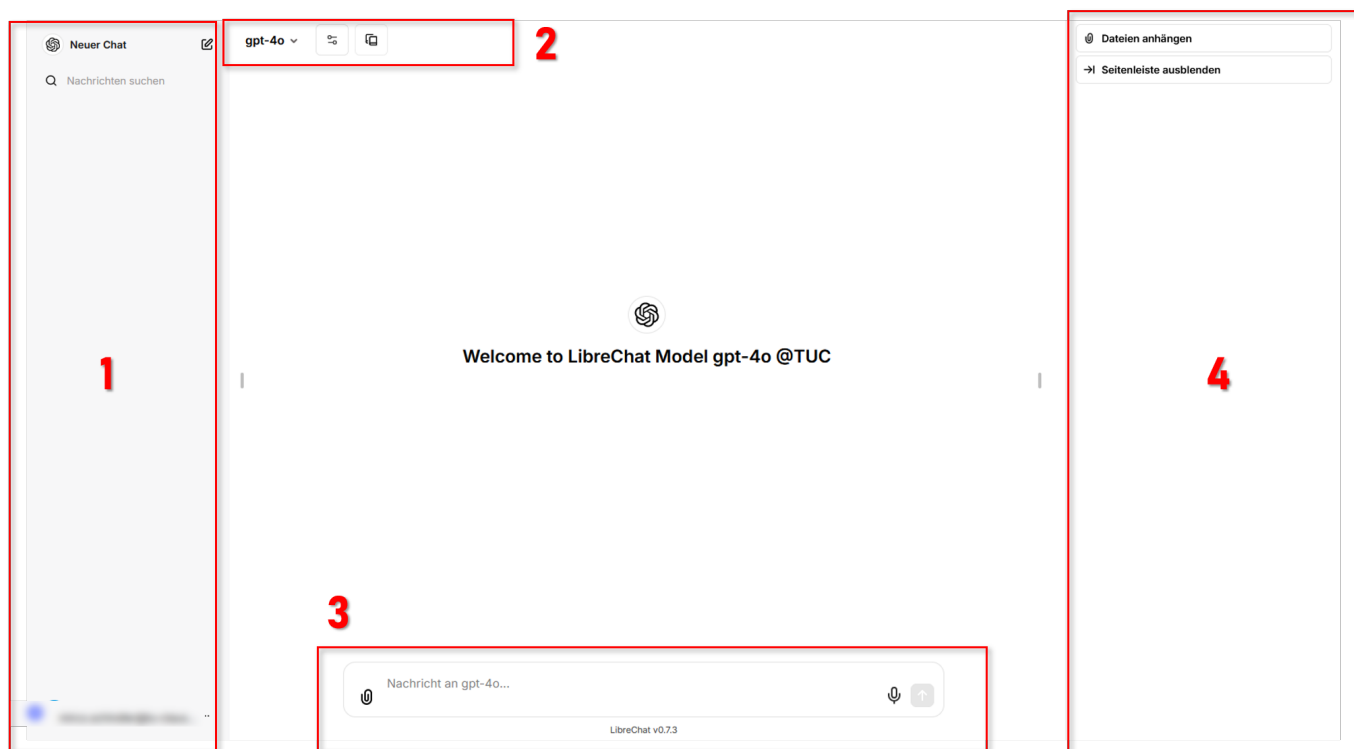 Neuer Chat
Nachrichten suchen
1
gpt-4o
2
Welcome to LibreChat Model gpt-4o @TUC
3
Nachricht an gpt-4o...
LibreChat v0.7.3
Dateien anhängen
Seitenleiste ausblenden
4